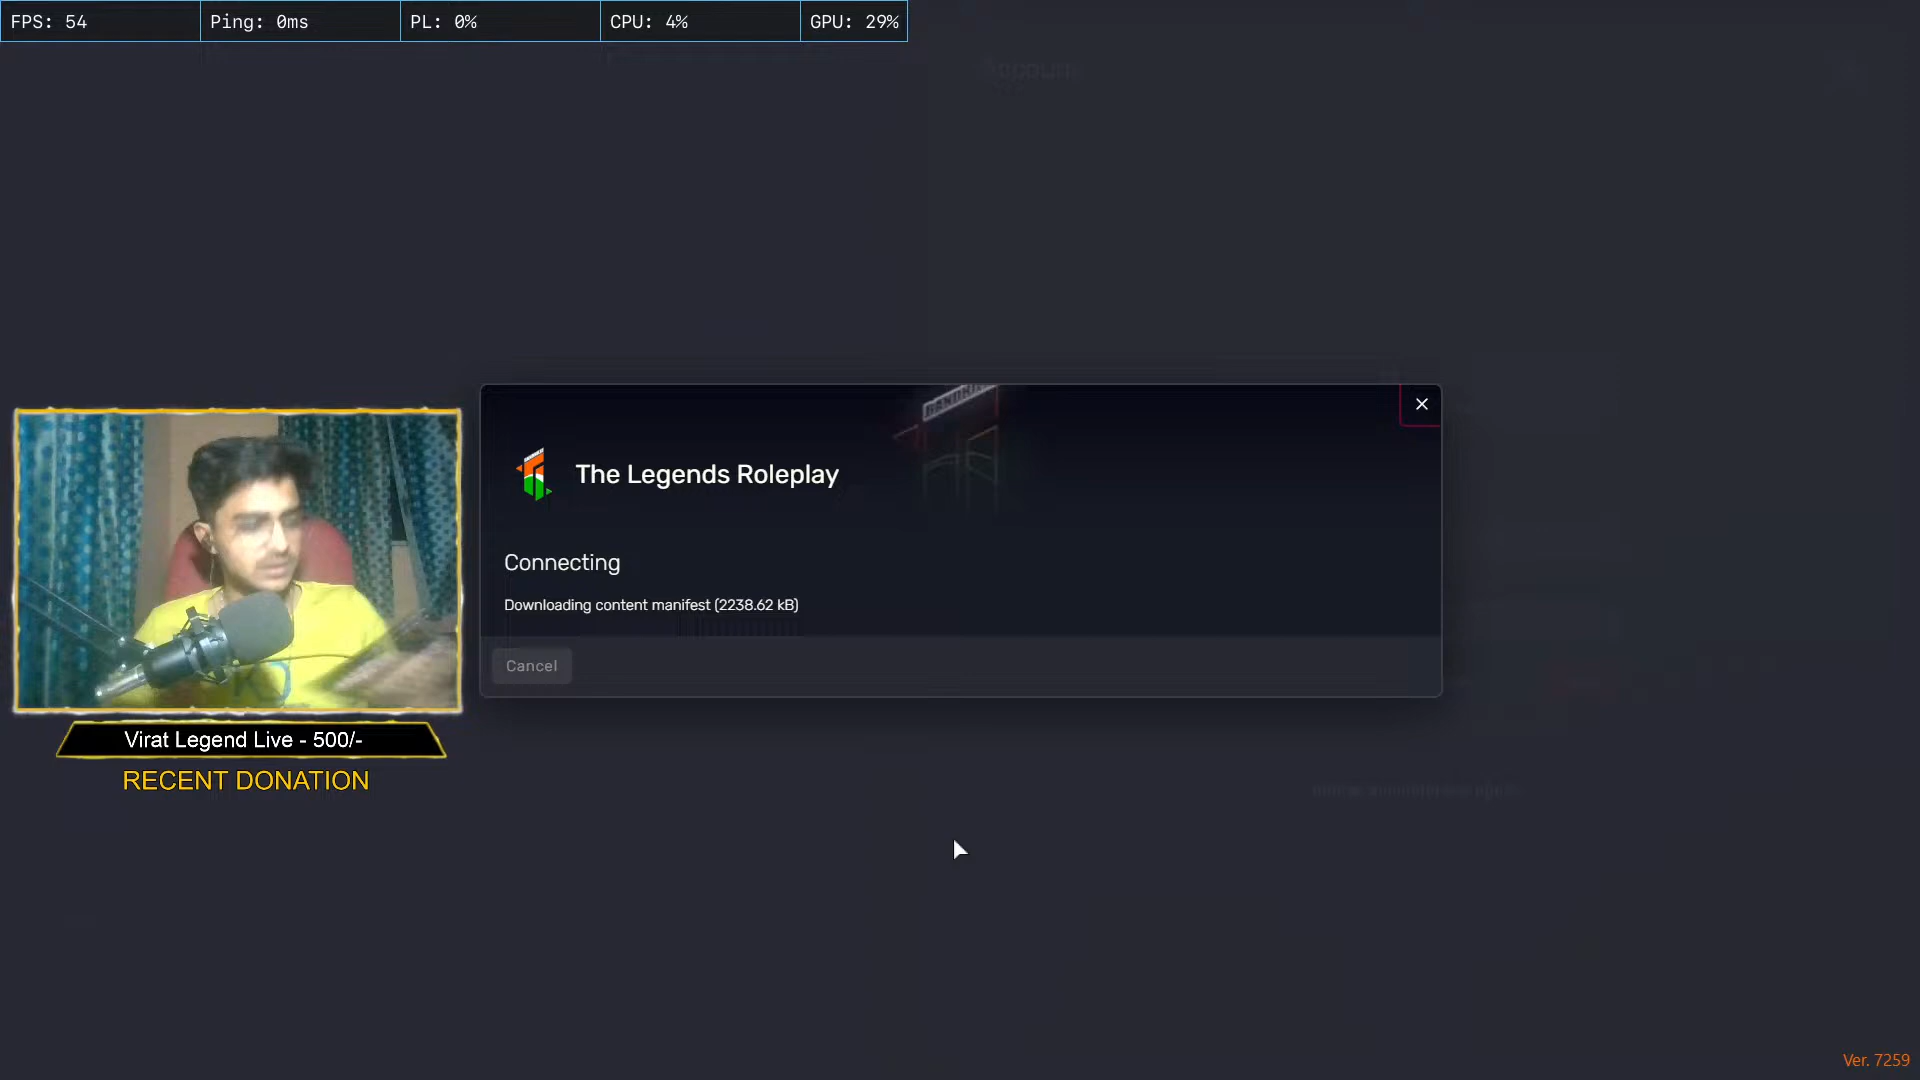 FPS: 54
Ping: 0ms
PL: 0%
CPU: 4%
GPU: 29%
The Legends Roleplay
Connecting
Downloading content manifest (2238.62 kB)
Cancel
Virat Legend Live - 500/-
RECENT DONATION
Ver. 7259